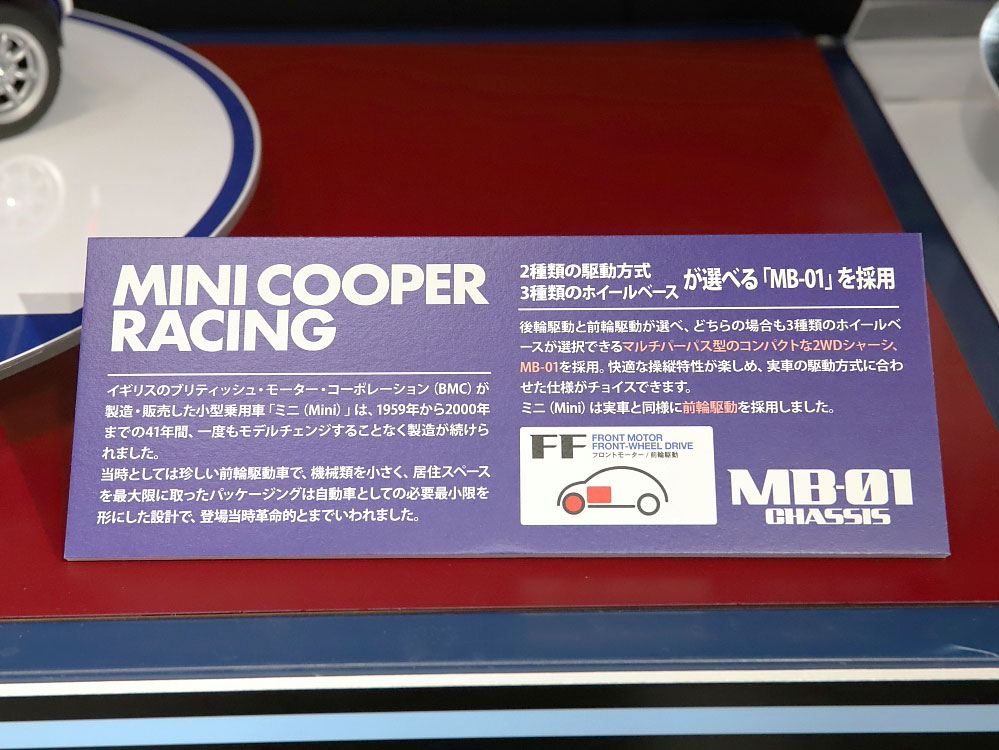 MINI COOPER
RACING
イギリスのブリティッシュ・モーター・コーポレーション（BMC）が
製造・販売した小型乗用車「ミニ（Mini）」は、1959年から2000年
までの41年間、一度もモデルチェンジすることなく製造が続けら
れました。
当時としては珍しい前輪駆動車で、機械類を小さく、居住スペース
を最大限に取ったパッケージングは自動車としての必要最小限を
形にした設計で、登場当時革命的とまでいわれました。
2種類の駆動方式
3種類のホイールベース
が選べる「MB-01」を採用
後輪駆動と前輪駆動が選べ、どちらの場合も3種類のホイールベ
ースが選択できるマルチパーパス型のコンパクトな2WDシャーシ、
MB-01を採用。快適な操縦特性が楽しめ、実車の駆動方式に合わ
せた仕様がチョイスできます。
ミニ（Mini）は実車と同様に前輪駆動を採用しました。
FF
FRONT MOTOR
FRONT-WHEEL DRIVE
フロントモーター / 前輪駆動
MB-01
CHASSIS